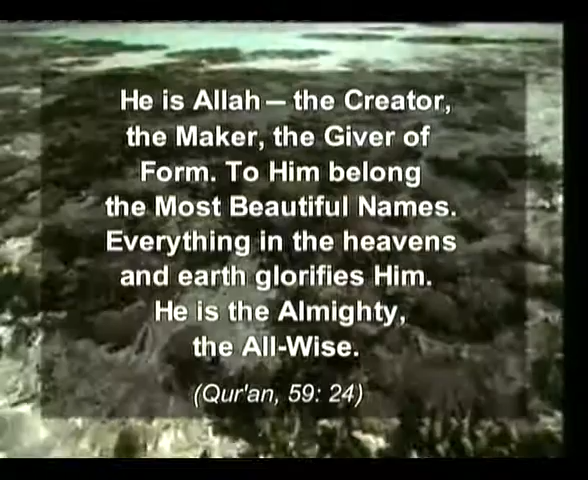 He is Allah – the Creator,
the Maker, the Giver of
Form. To Him belong
the Most Beautiful Names.
Everything in the heavens
and earth glorifies Him.
He is the Almighty,
the All-Wise.
(Qur'an, 59: 24)